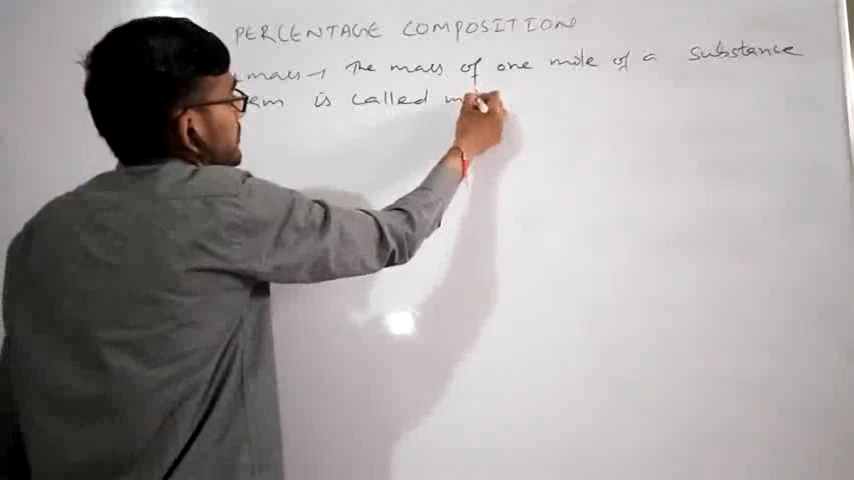 PERCENTAGE COMPOSITION
mass → The mass of one mole of a substance
is called